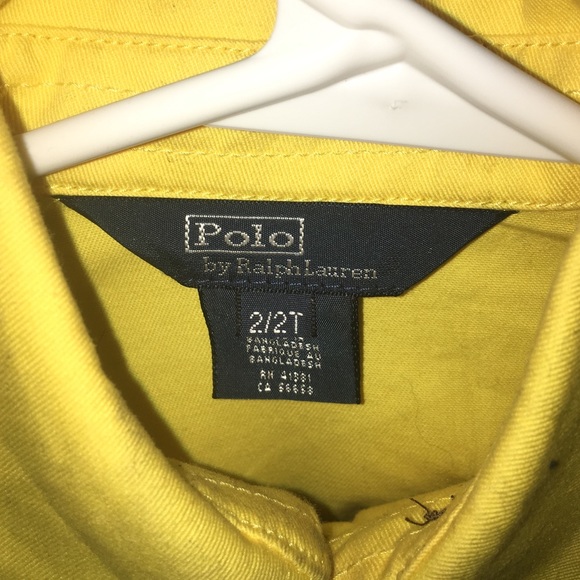 Polo
by Ralph Lauren
2/2T
BANGLADESH
FABRIQUE AU
BANGLADESH
RN 41381
CA 56658